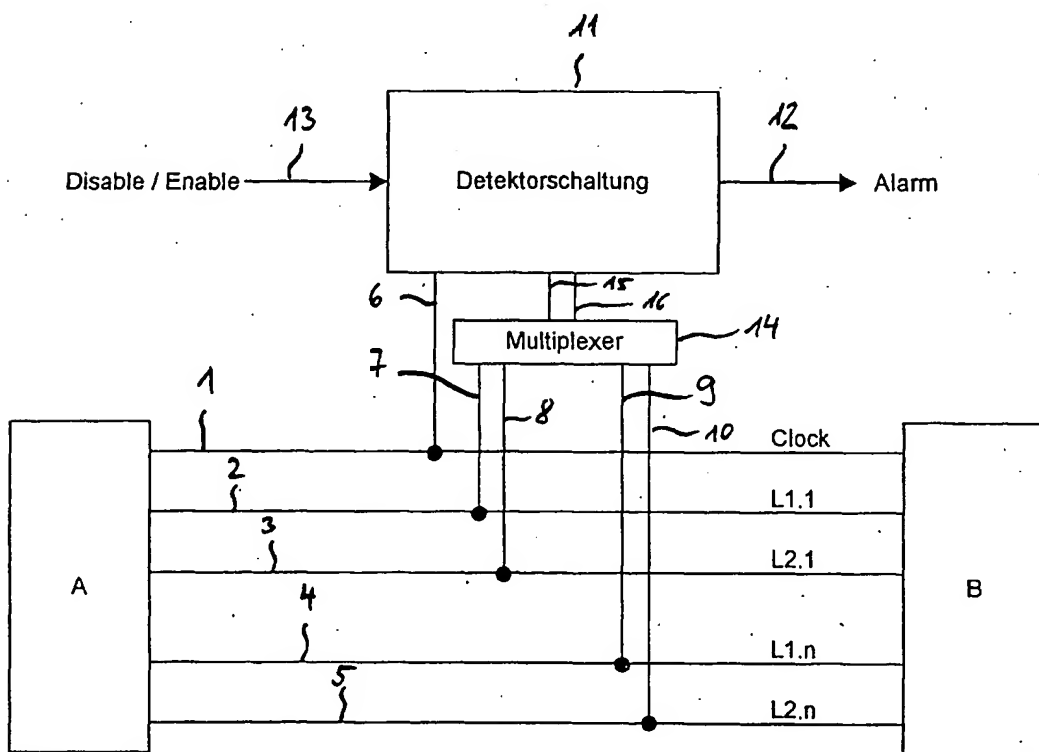 11
13
12
Disable / Enable
Detektorschaltung
Alarm
6
15
16
Multiplexer
14
7
8
9
10
1
Clock
2
L1.1
3
L2.1
A
B
4
L1.n
5
L2.n